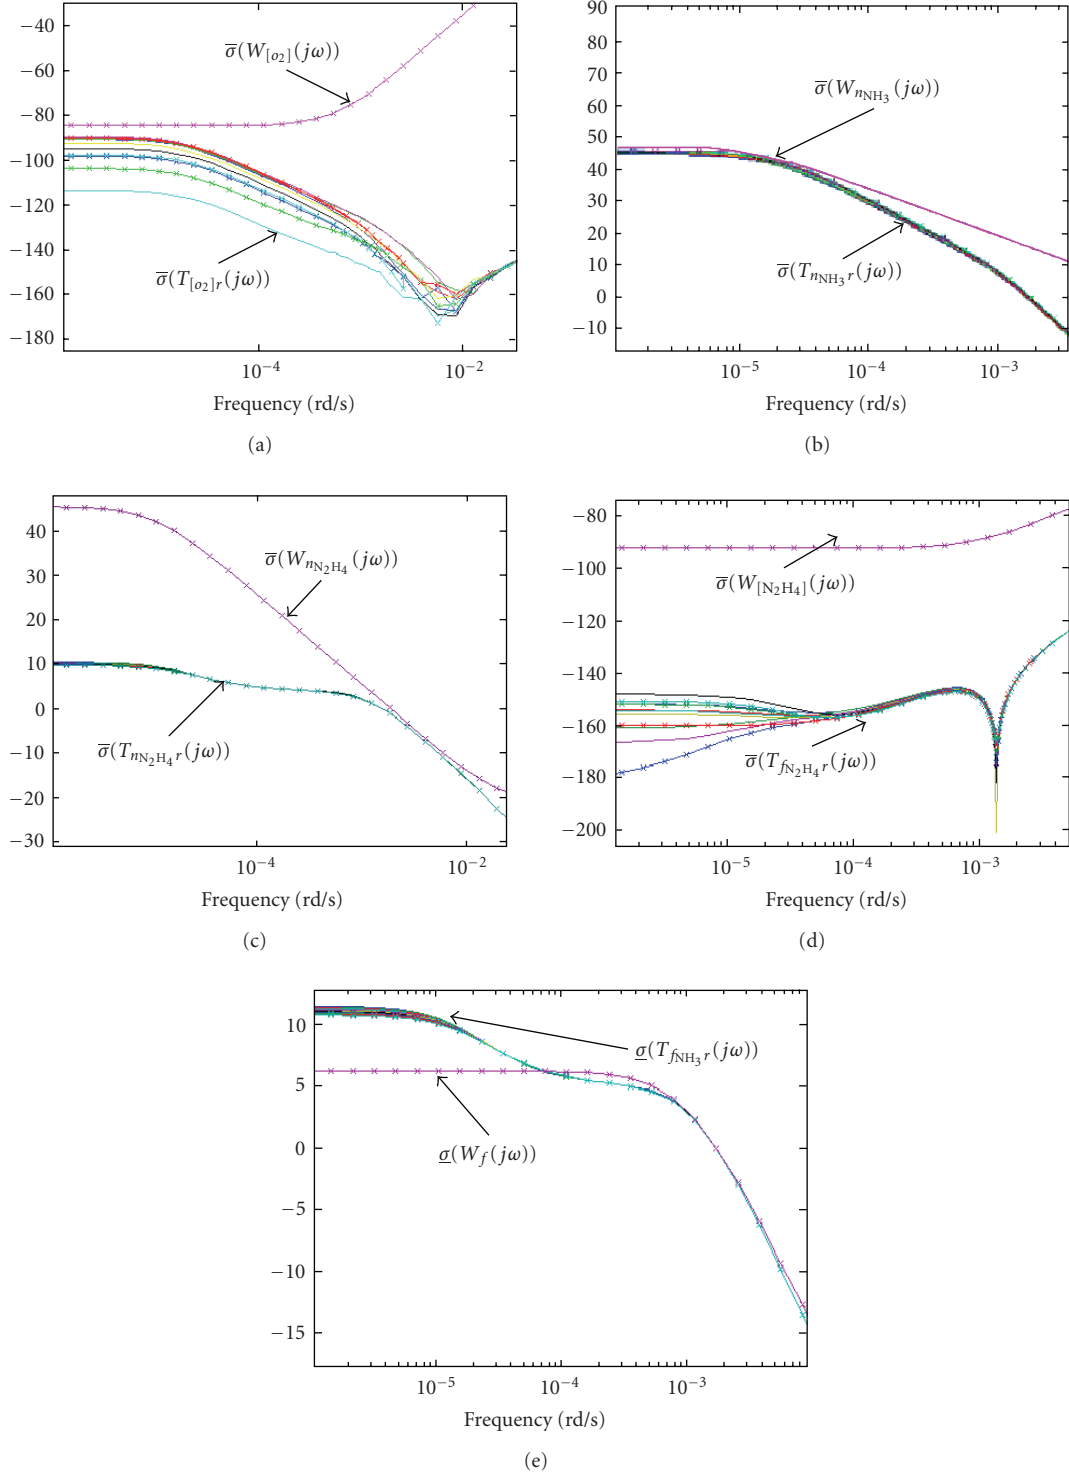 −40
−60
−80
−100
−120
−140
−160
−180
σ̅(W[o₂](jω))
σ̅(T[o₂]r(jω))
10⁻⁴ 10⁻²
Frequency (rd/s)
(a)
90
80
70
60
50
40
30
20
10
0
−10
σ̅(WnNH₃(jω))
σ̅(TnNH₃r(jω))
10⁻⁵ 10⁻⁴ 10⁻³
Frequency (rd/s)
(b)
40
30
20
10
0
−10
−20
−30
σ̅(WnN₂H₄(jω))
σ̅(TnN₂H₄r(jω))
10⁻⁴ 10⁻²
Frequency (rd/s)
(c)
−80
−100
−120
−140
−160
−180
−200
σ̅(W[N₂H₄](jω))
σ̅(TfN₂H₄r(jω))
10⁻⁵ 10⁻⁴ 10⁻³
Frequency (rd/s)
(d)
10
5
0
−5
−10
−15
σ̲(TfNH₃r(jω))
σ̲(Wf(jω))
10⁻⁵ 10⁻⁴ 10⁻³
Frequency (rd/s)
(e)